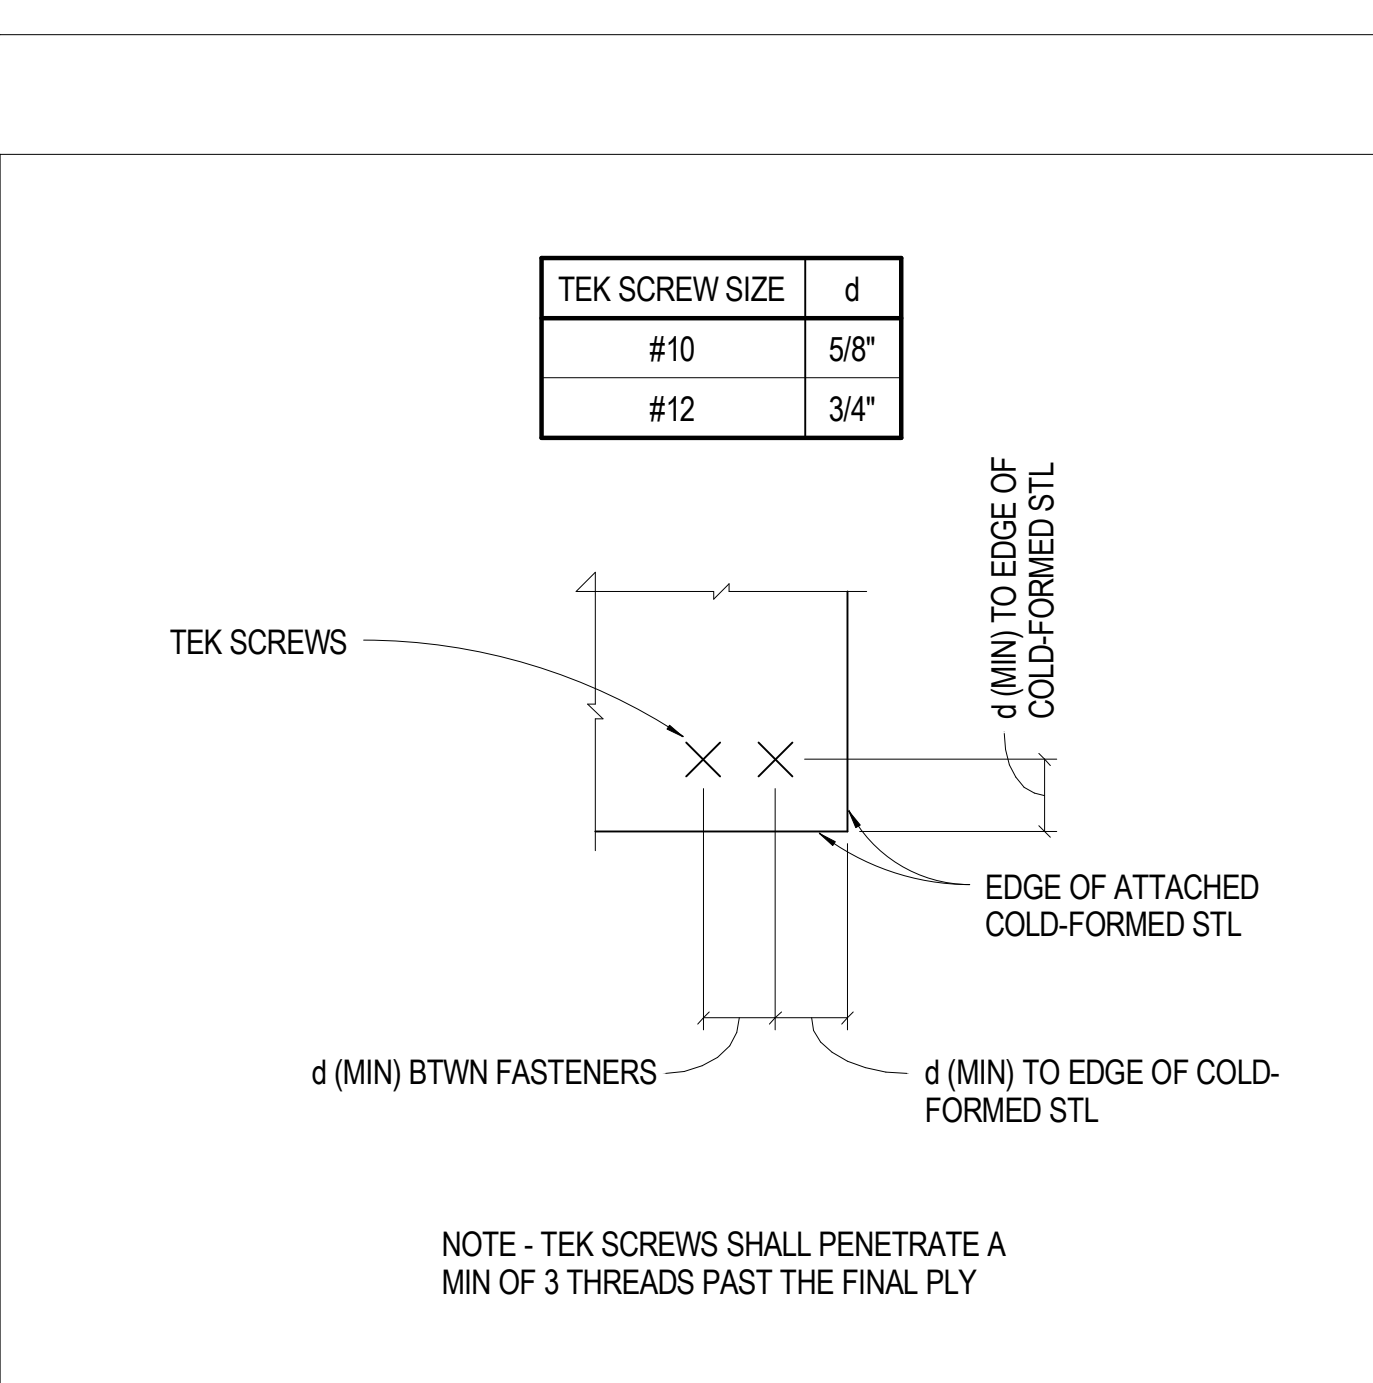 TEK SCREW SIZE d
#10 5/8"
#12 3/4"
d (MIN) TO EDGE OF
COLD-FORMED STL
TEK SCREWS
EDGE OF ATTACHED
COLD-FORMED STL
d (MIN) BTWN FASTENERS
d (MIN) TO EDGE OF COLD-
FORMED STL
NOTE - TEK SCREWS SHALL PENETRATE A
MIN OF 3 THREADS PAST THE FINAL PLY